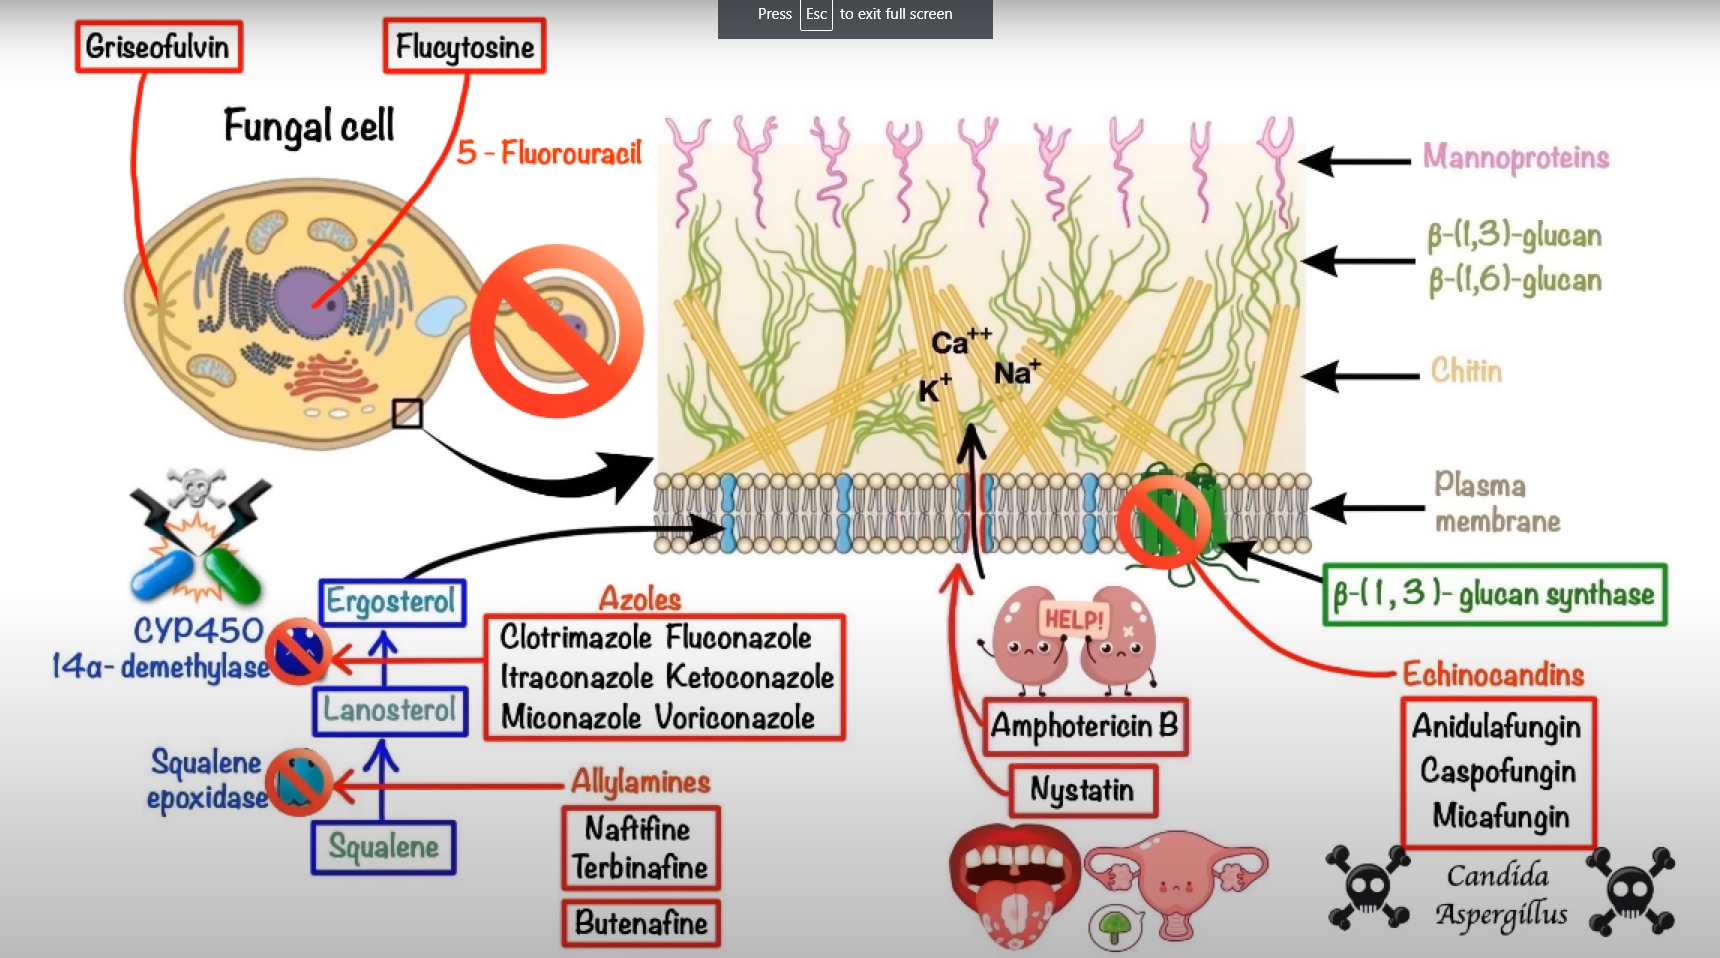 Press Esc to exit full screen
Griseofulvin
Flucytosine
Fungal cell
5 - Fluorouracil
Mannoproteins
β-(1,3)-glucan
β-(1,6)-glucan
Ca++
K+
Na+
Chitin
Plasma
membrane
β-(1,3)- glucan synthase
Ergosterol
CYP450
14α- demethylase
Lanosterol
Azoles
Clotrimazole Fluconazole
Itraconazole Ketoconazole
Miconazole Voriconazole
Squalene
epoxidase
Squalene
Allylamines
Naftifine
Terbinafine
Butenafine
HELP!
Amphotericin B
Nystatin
Echinocandins
Anidulafungin
Caspofungin
Micafungin
Candida
Aspergillus